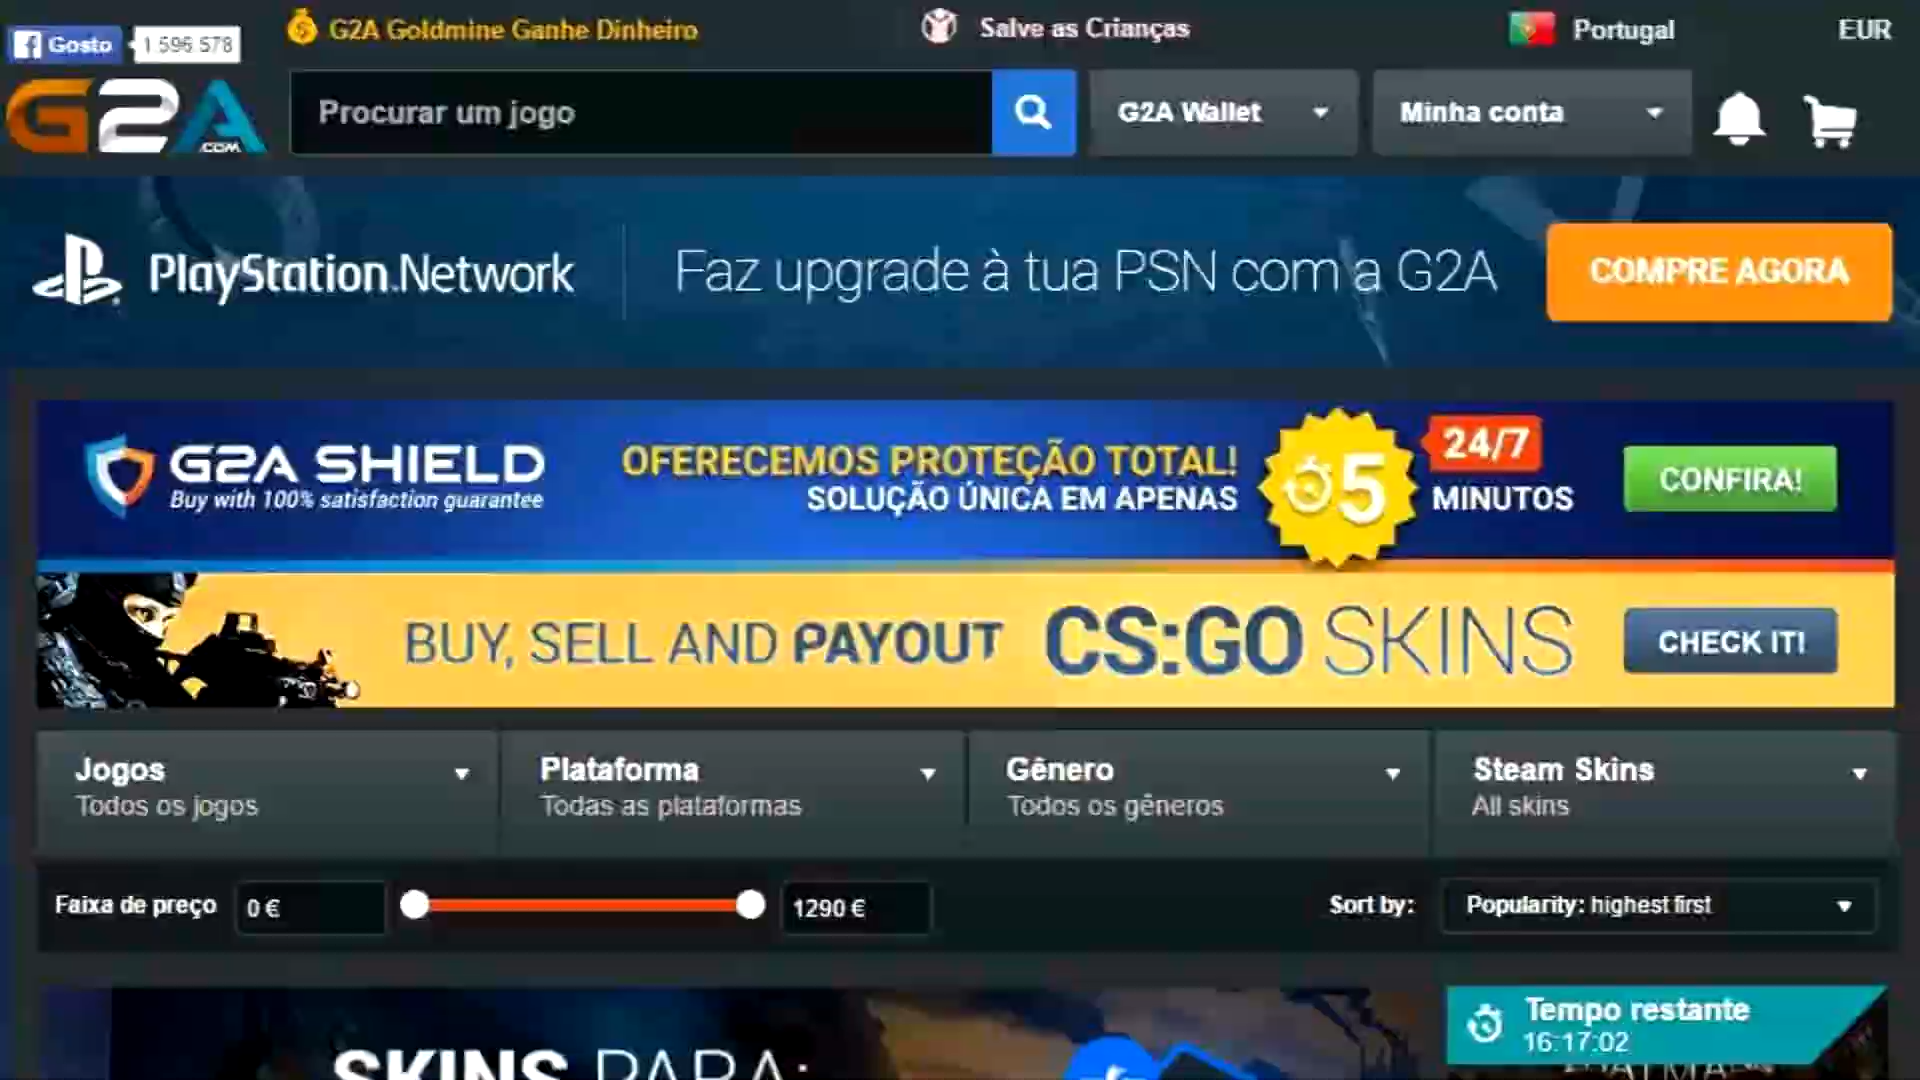 Gosto
1 596 578
G2A Goldmine Ganhe Dinheiro
Salve as Crianças
Portugal
EUR
G2A
.COM
Procurar um jogo
G2A Wallet
Minha conta
PlayStation.Network
Faz upgrade à tua PSN com a G2A
COMPRE AGORA
G2A SHIELD
Buy with 100% satisfaction guarantee
OFERECEMOS PROTEÇÃO TOTAL!
SOLUÇÃO ÚNICA EM APENAS
5
24/7
MINUTOS
CONFIRA!
BUY, SELL AND PAYOUT CS:GO SKINS
CHECK IT!
Jogos
Todos os jogos
Plataforma
Todas as plataformas
Gênero
Todos os gêneros
Steam Skins
All skins
Faixa de preço
0 €
1290 €
Sort by:
Popularity: highest first
Tempo restante
16:17:02
SKINS PARA: